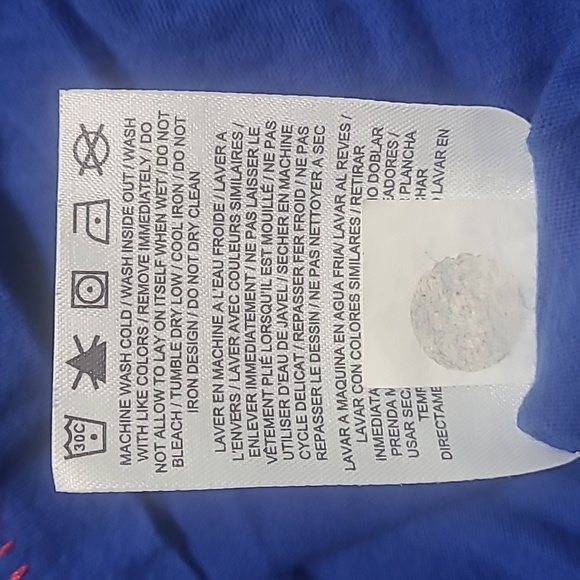 30C
MACHINE WASH COLD / WASH INSIDE OUT / WASH
WITH LIKE COLORS / REMOVE IMMEDIATELY / DO
NOT ALLOW TO LAY ON ITSELF WHEN WET / DO NOT
BLEACH / TUMBLE DRY LOW / COOL IRON / DO NOT
IRON DESIGN / DO NOT DRY CLEAN
LAVER EN MACHINE A L'EAU FROIDE / LAVER A
L'ENVERS / LAVER AVEC COULEURS SIMILAIRES /
ENLEVER IMMEDIATEMENT / NE PAS LAISSER LE
VÊTEMENT PLIÉ LORSQU'IL EST MOUILLÉ / NE PAS
UTILISER D'EAU DE JAVEL / SECHER EN MACHINE
CYCLE DELICAT / REPASSER FER FROID / NE PAS
REPASSER LE DESSIN / NE PAS NETTOYER A SEC
LAVAR A MAQUINA EN AGUA FRIA/ LAVAR AL REVES /
LAVAR CON COLORES SIMILARES / RETIRAR
INMEDIATA O DOBLAR
PRENDA M EADORES /
USAR SECA PLANCHA
TEMP CHAR
DIRECTAME LAVAR EN